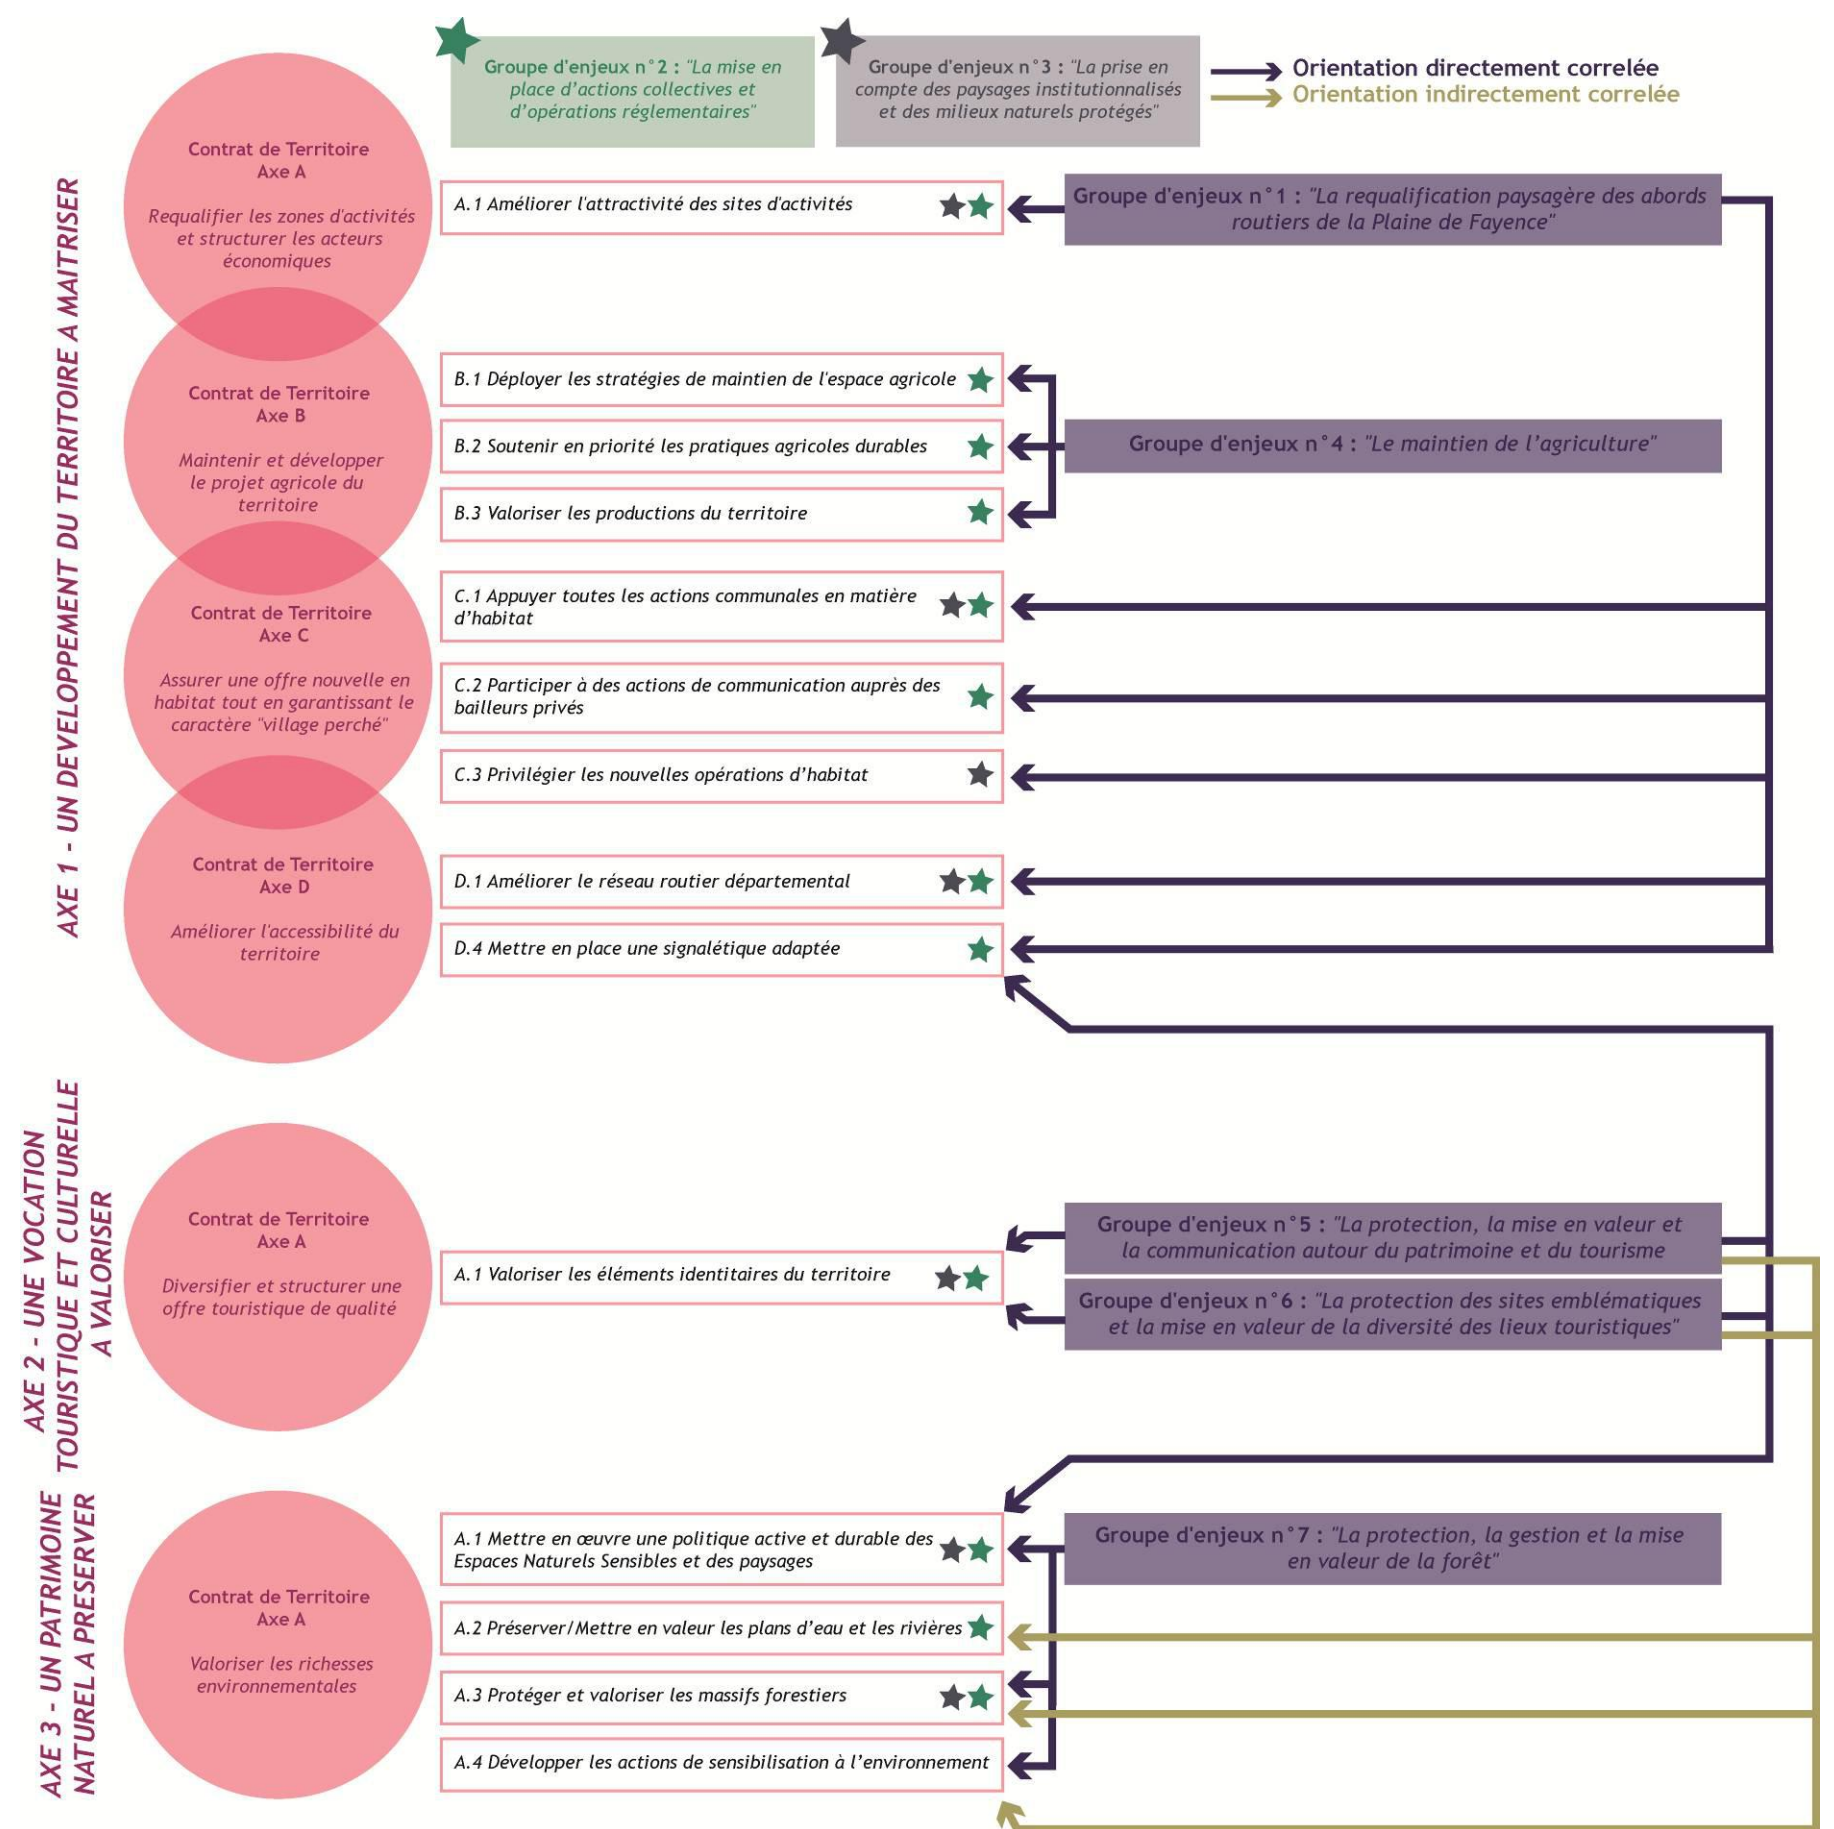 Groupe d'enjeux n°2 : "La mise en
place d’actions collectives et
d’opérations réglementaires"
Groupe d'enjeux n°3 : "La prise en
compte des paysages institutionnalisés
et des milieux naturels protégés"
Orientation directement correlée
Orientation indirectement correlée
AXE 1 - UN DEVELOPPEMENT DU TERRITOIRE A MAITRISER
Contrat de Territoire
Axe A
Requalifier les zones d'activités
et structurer les acteurs
économiques
A.1 Améliorer l'attractivité des sites d'activités
Groupe d'enjeux n°1 : "La requalification paysagère des abords
routiers de la Plaine de Fayence"
Contrat de Territoire
Axe B
Maintenir et développer
le projet agricole du
territoire
B.1 Déployer les stratégies de maintien de l'espace agricole
B.2 Soutenir en priorité les pratiques agricoles durables
B.3 Valoriser les productions du territoire
Groupe d'enjeux n°4 : "Le maintien de l’agriculture"
Contrat de Territoire
Axe C
Assurer une offre nouvelle en
habitat tout en garantissant le
caractère "village perché"
C.1 Appuyer toutes les actions communales en matière
d’habitat
C.2 Participer à des actions de communication auprès des
bailleurs privés
C.3 Privilégier les nouvelles opérations d’habitat
Contrat de Territoire
Axe D
Améliorer l'accessibilité du
territoire
D.1 Améliorer le réseau routier départemental
D.4 Mettre en place une signalétique adaptée
AXE 2 - UNE VOCATION
TOURISTIQUE ET CULTURELLE
A VALORISER
Contrat de Territoire
Axe A
Diversifier et structurer une
offre touristique de qualité
A.1 Valoriser les éléments identitaires du territoire
Groupe d'enjeux n°5 : "La protection, la mise en valeur et
la communication autour du patrimoine et du tourisme
Groupe d'enjeux n°6 : "La protection des sites emblématiques
et la mise en valeur de la diversité des lieux touristiques"
AXE 3 - UN PATRIMOINE
NATUREL A PRESERVER
Contrat de Territoire
Axe A
Valoriser les richesses
environnementales
A.1 Mettre en œuvre une politique active et durable des
Espaces Naturels Sensibles et des paysages
A.2 Préserver/Mettre en valeur les plans d’eau et les rivières
A.3 Protéger et valoriser les massifs forestiers
A.4 Développer les actions de sensibilisation à l’environnement
Groupe d'enjeux n°7 : "La protection, la gestion et la mise
en valeur de la forêt"